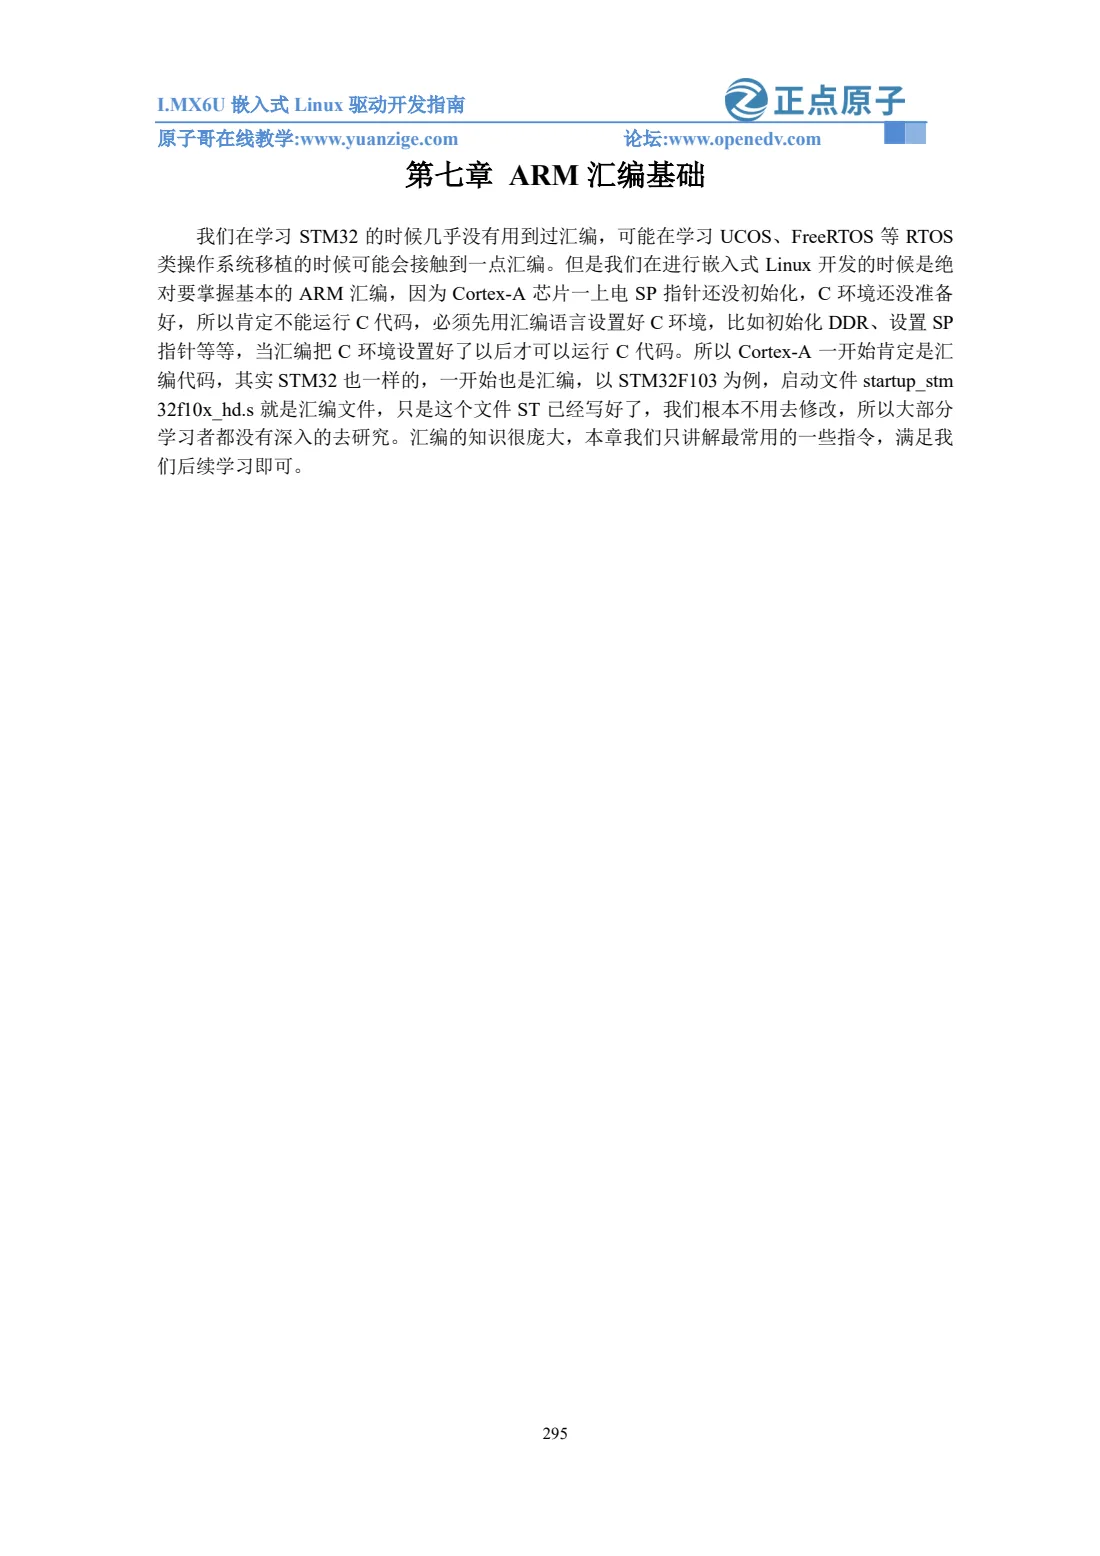 I.MX6U 嵌入式 Linux 驱动开发指南
正点原子
原子哥在线教学:www.yuanzige.com 论坛:www.openedv.com
第七章 ARM 汇编基础
我们在学习 STM32 的时候几乎没有用到过汇编，可能在学习 UCOS、FreeRTOS 等 RTOS
类操作系统移植的时候可能会接触到一点汇编。但是我们在进行嵌入式 Linux 开发的时候是绝
对要掌握基本的 ARM 汇编，因为 Cortex-A 芯片一上电 SP 指针还没初始化，C 环境还没准备
好，所以肯定不能运行 C 代码，必须先用汇编语言设置好 C 环境，比如初始化 DDR、设置 SP
指针等等，当汇编把 C 环境设置好了以后才可以运行 C 代码。所以 Cortex-A 一开始肯定是汇
编代码，其实 STM32 也一样的，一开始也是汇编，以 STM32F103 为例，启动文件 startup_stm
32f10x_hd.s 就是汇编文件，只是这个文件 ST 已经写好了，我们根本不用去修改，所以大部分
学习者都没有深入的去研究。汇编的知识很庞大，本章我们只讲解最常用的一些指令，满足我
们后续学习即可。
295